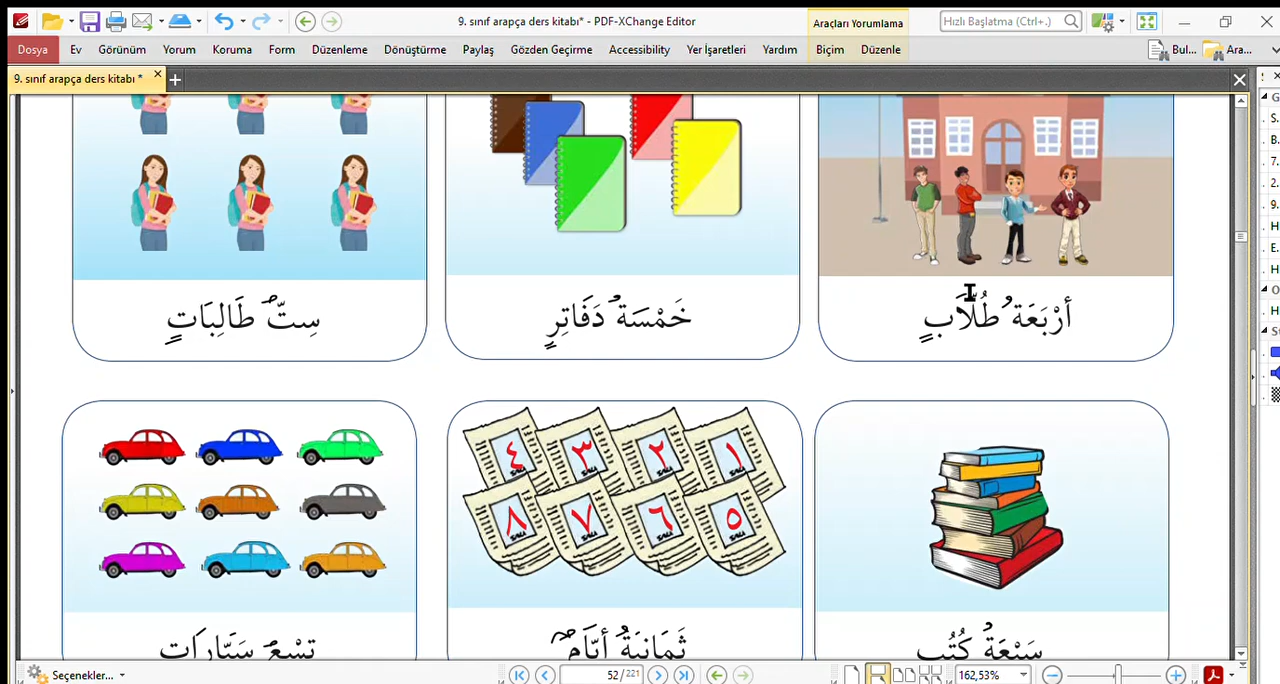 9. sınıf arapça ders kitabı* - PDF-XChange Editor
Araçları Yorumlama
Hızlı Başlatma (Ctrl+.)
Dosya Ev Görünüm Yorum Koruma Form Düzenleme Dönüştürme Paylaş Gözden Geçirme Accessibility Yer İşaretleri Yardım Biçim Düzenle Bul... Ara...
9. sınıf arapça ders kitabı *
أَرْبَعَةُ طُلَّابٍ
خَمْسَةُ دَفَاتِرٍ
سِتُّ طَالِبَاتٍ
١
٢
٣
٤
٥
٦
٧
٨
سَبْعَةُ كُتُبٍ
ثَمَانِيَةُ أَيَّامٍ
تِسْعُ سَيَّارَاتٍ
Seçenekler...
52 / 221
162,53%